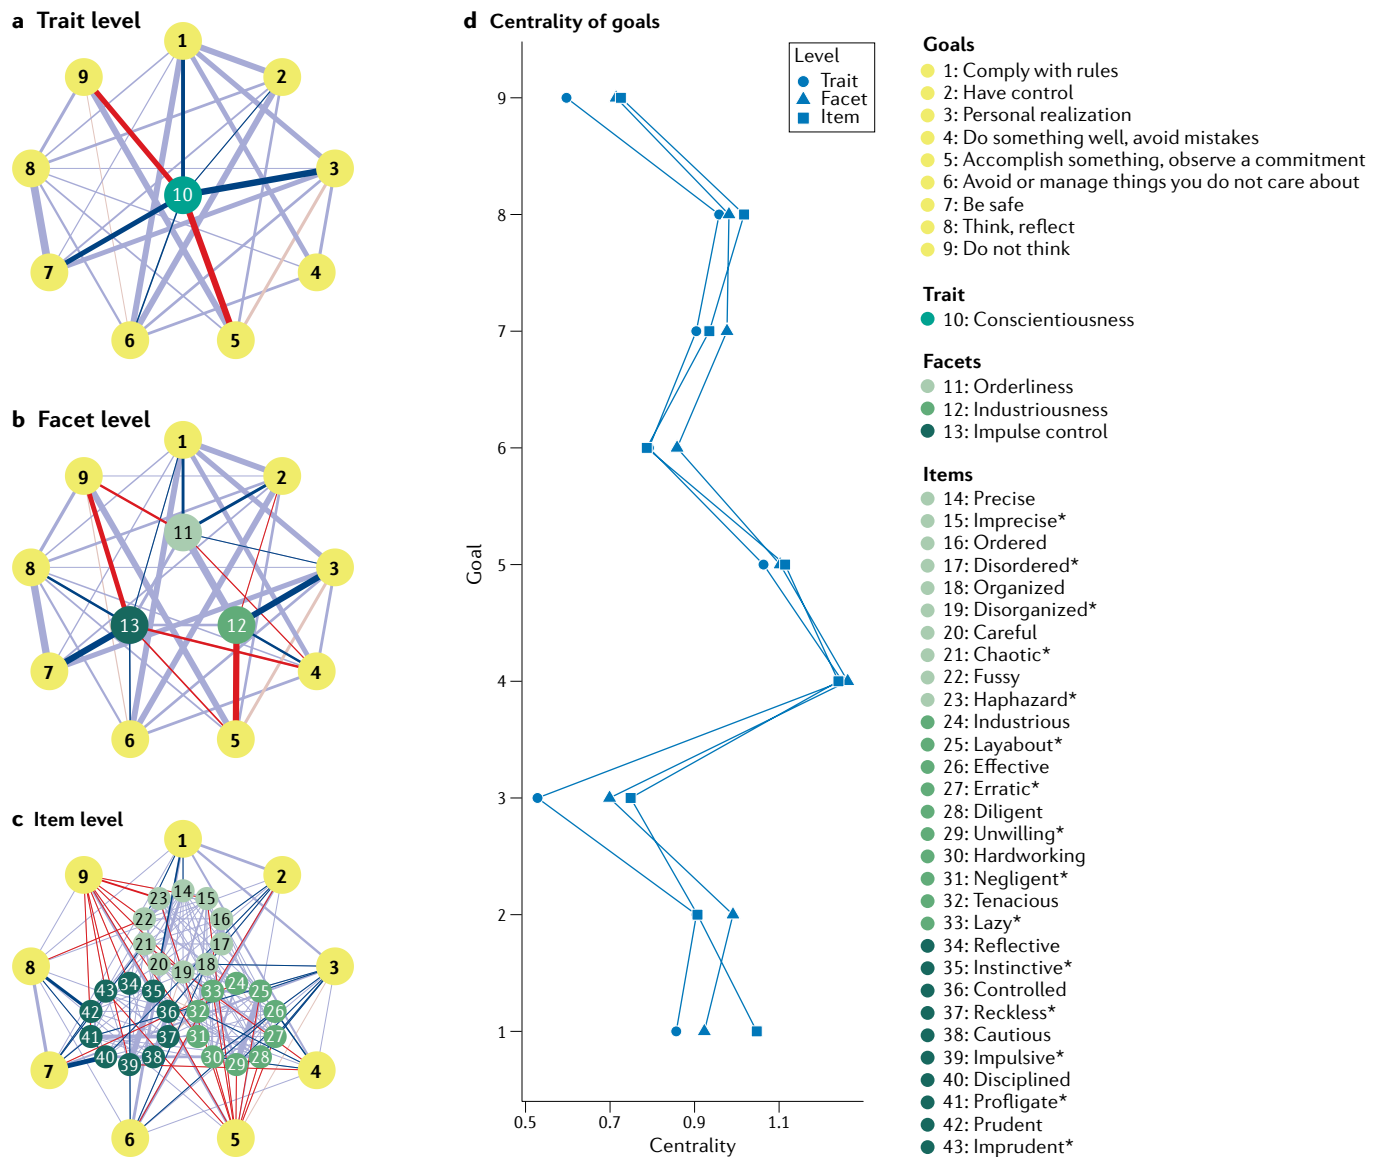 a Trait level
1
9
2
8
3
10
7
4
6
5
b Facet level
1
9
2
11
8
3
13
12
7
4
6
5
c Item level
1
9
2
14
23
15
22
16
21
17
20
18
19
8
3
43
34
35
33
24
25
42
36
32
26
41
37
31
27
40
38
39
30
28
29
7
4
6
5
d Centrality of goals
Level
Trait
Facet
Item
9
8
7
6
5
4
3
2
1
Goal
0.5
0.7
0.9
1.1
Centrality
Goals
1: Comply with rules
2: Have control
3: Personal realization
4: Do something well, avoid mistakes
5: Accomplish something, observe a commitment
6: Avoid or manage things you do not care about
7: Be safe
8: Think, reflect
9: Do not think
Trait
10: Conscientiousness
Facets
11: Orderliness
12: Industriousness
13: Impulse control
Items
14: Precise
15: Imprecise*
16: Ordered
17: Disordered*
18: Organized
19: Disorganized*
20: Careful
21: Chaotic*
22: Fussy
23: Haphazard*
24: Industrious
25: Layabout*
26: Effective
27: Erratic*
28: Diligent
29: Unwilling*
30: Hardworking
31: Negligent*
32: Tenacious
33: Lazy*
34: Reflective
35: Instinctive*
36: Controlled
37: Reckless*
38: Cautious
39: Impulsive*
40: Disciplined
41: Profligate*
42: Prudent
43: Imprudent*